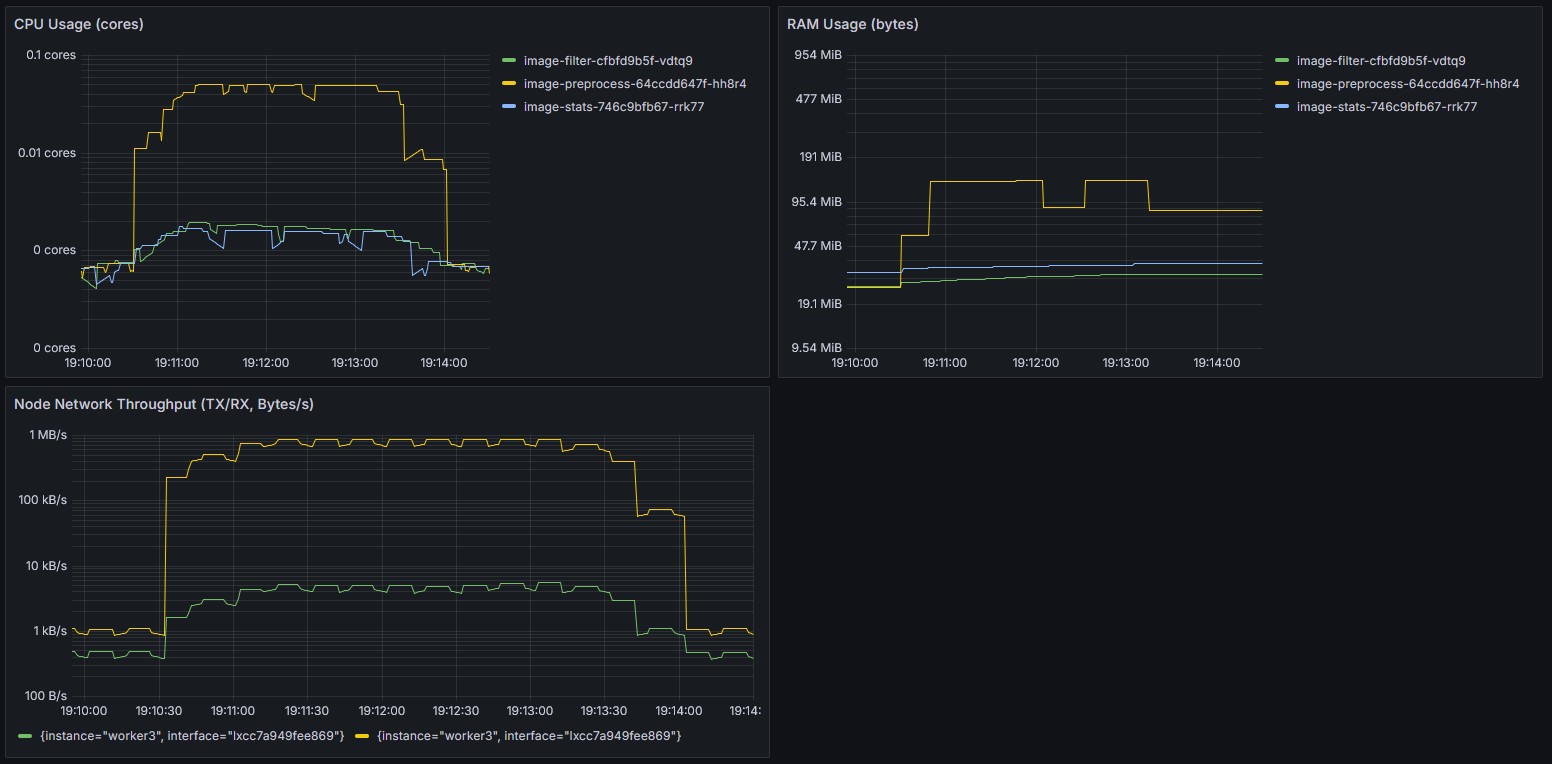 CPU Usage (cores)
0.1 cores
0.01 cores
0 cores
0 cores
19:10:00 19:11:00 19:12:00 19:13:00 19:14:00
image-filter-cfbfd9b5f-vdtq9
image-preprocess-64ccdd647f-hh8r4
image-stats-746c9bfb67-rrk77
RAM Usage (bytes)
954 MiB
477 MiB
191 MiB
95.4 MiB
47.7 MiB
19.1 MiB
9.54 MiB
19:10:00 19:11:00 19:12:00 19:13:00 19:14:00
image-filter-cfbfd9b5f-vdtq9
image-preprocess-64ccdd647f-hh8r4
image-stats-746c9bfb67-rrk77
Node Network Throughput (TX/RX, Bytes/s)
1 MB/s
100 kB/s
10 kB/s
1 kB/s
100 B/s
19:10:00 19:10:30 19:11:00 19:11:30 19:12:00 19:12:30 19:13:00 19:13:30 19:14:00 19:14:
{instance="worker3", interface="lxcc7a949fee869"} {instance="worker3", interface="lxcc7a949fee869"}